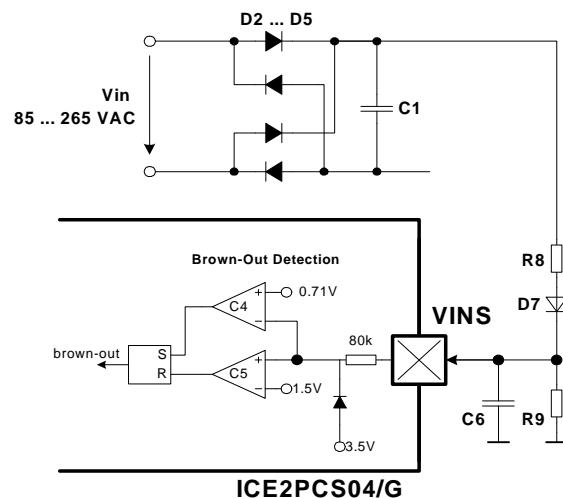 D2 ... D5
Vin
85 ... 265 VAC
C1
R8
Brown-Out Detection
D7
C4
+
0.71V
−
VINS
80k
brown-out
S
R
C5
+
−
1.5V
C6
R9
3.5V
ICE2PCS04/G